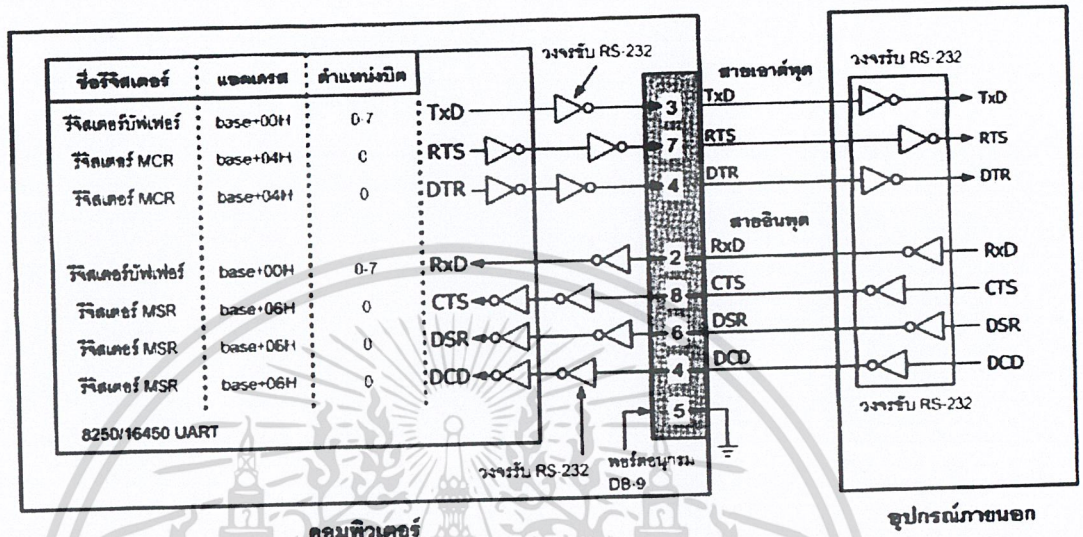 ชื่อรีจิสเตอร์ แอดเดรส ตำแหน่งบิต
รีจิสเตอร์บัฟเฟอร์ base+00H 0-7
รีจิสเตอร์ MCR base+04H 0
รีจิสเตอร์ MCR base+04H 0
รีจิสเตอร์บัฟเฟอร์ base+00H 0-7
รีจิสเตอร์ MSR base+06H 0
รีจิสเตอร์ MSR base+06H 0
รีจิสเตอร์ MSR base+06H 0
8250/16450 UART
TxD
RTS
DTR
RxD
CTS
DSR
DCD
วงจรรับ RS-232
3
7
4
2
8
6
4
5
วงจรรับ RS-232
พอร์ตอนุกรม
DB-9
คอมพิวเตอร์
สายเอาต์พุต
TxD
RTS
DTR
สายอินพุต
RxD
CTS
DSR
DCD
วงจรรับ RS-232
TxD
RTS
DTR
RxD
CTS
DSR
DCD
วงจรรับ RS-232
อุปกรณ์ภายนอก